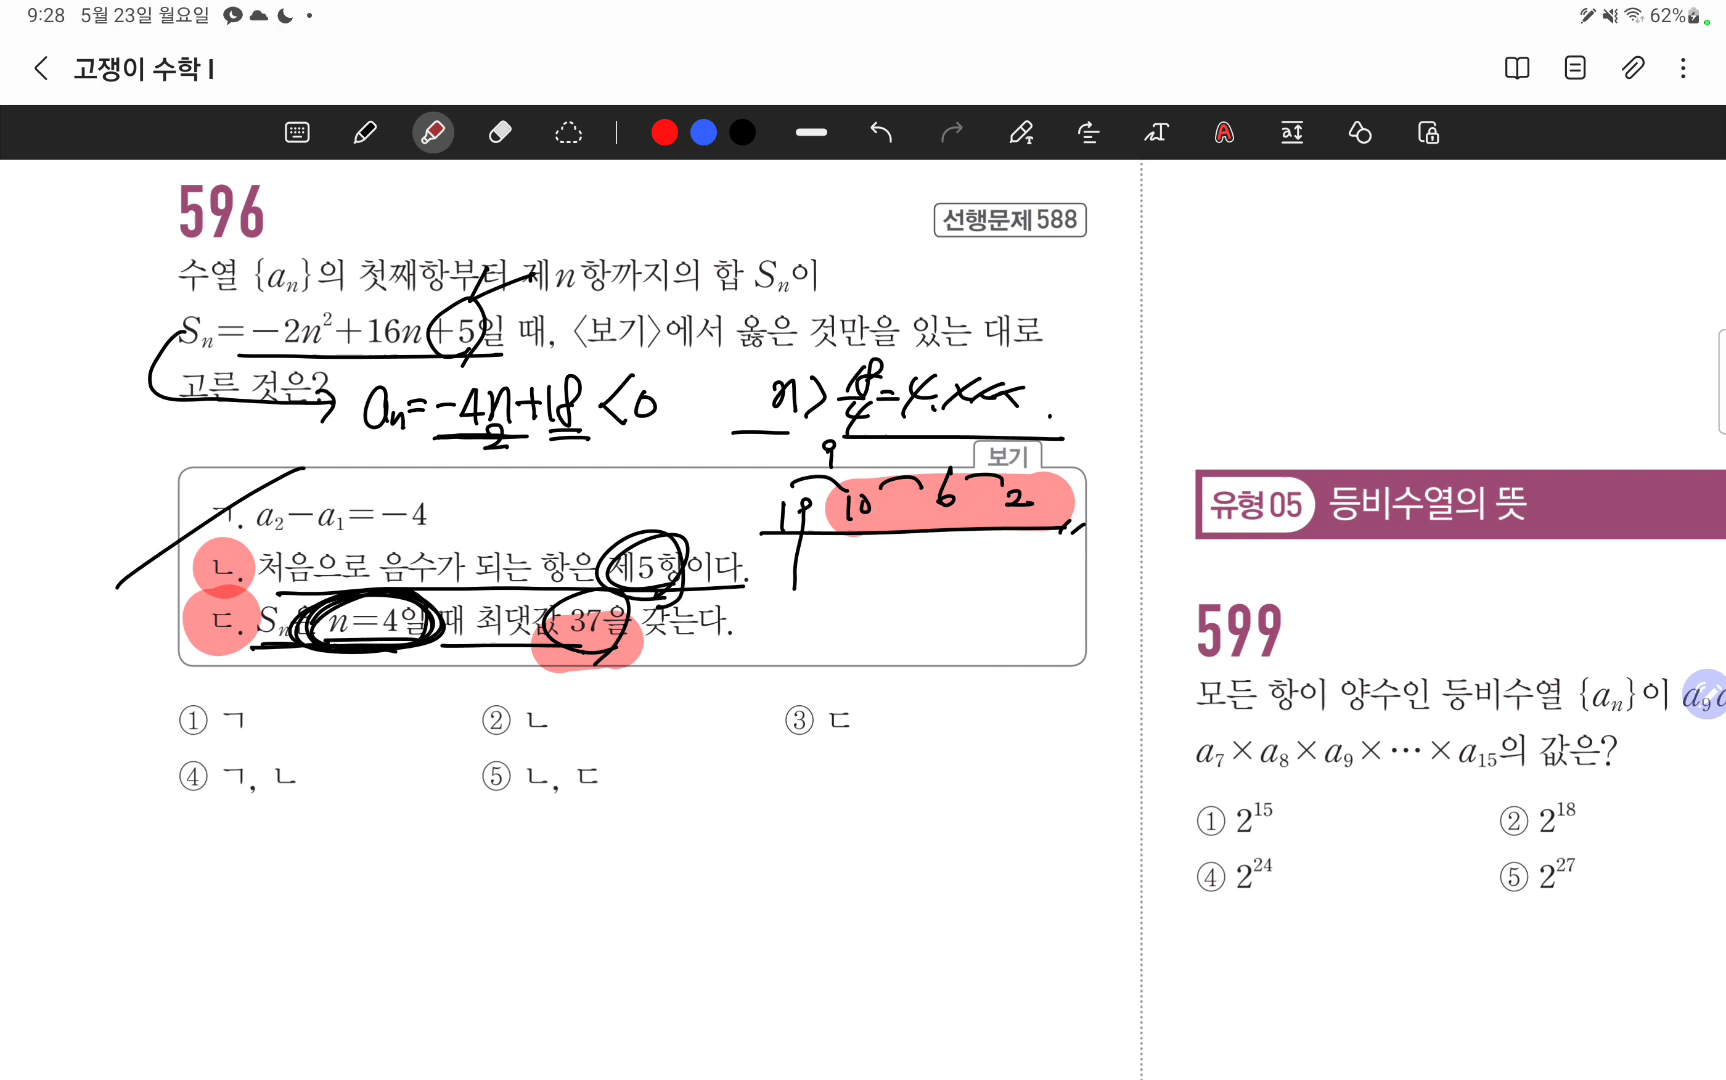 9:28 5월 23일 월요일 62%
고쟁이 수학 I
596
선행문제 588
수열 {aₙ}의 첫째항부터 제n항까지의 합 Sₙ이
Sₙ=−2n²+16n+5일 때, 〈보기〉에서 옳은 것만을 있는 대로
고른 것은?
aₙ=-4n+18<0
2
n>18/4=4.xxx.
보기
9
19 10 6 2
ㄱ. a₂−a₁=−4
ㄴ. 처음으로 음수가 되는 항은 제5항이다.
ㄷ. Sₙ은 n=4일 때 최댓값 37을 갖는다.
① ㄱ ② ㄴ ③ ㄷ
④ ㄱ, ㄴ ⑤ ㄴ, ㄷ
유형 05 등비수열의 뜻
599
모든 항이 양수인 등비수열 {aₙ}이 a₉
a₇×a₈×a₉×⋯×a₁₅의 값은?
① 2¹⁵ ② 2¹⁸
④ 2²⁴ ⑤ 2²⁷